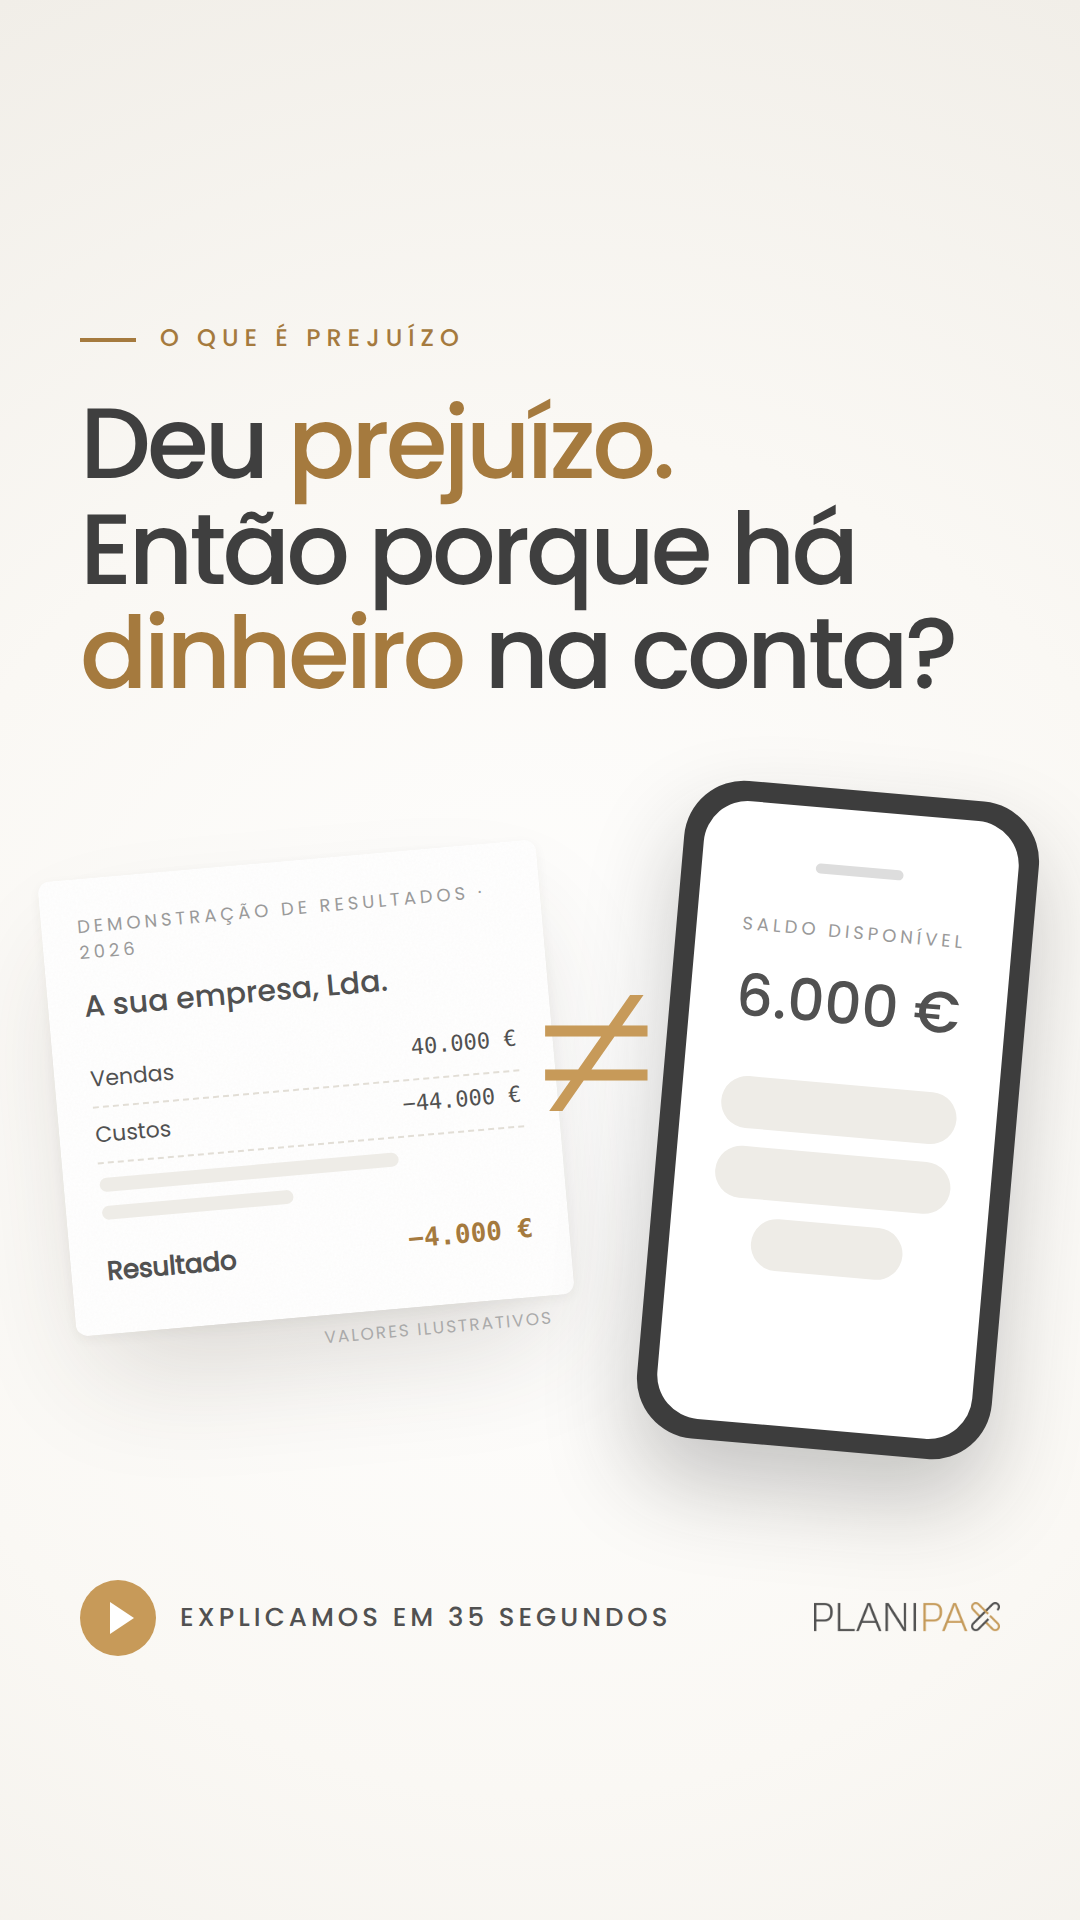 O QUE É PREJUÍZO
Deu prejuízo.
Então porque há
dinheiro na conta?
DEMONSTRAÇÃO DE RESULTADOS ·
2026
A sua empresa, Lda.
Vendas 40.000 €
Custos −44.000 €
Resultado −4.000 €
VALORES ILUSTRATIVOS
≠
SALDO DISPONÍVEL
6.000 €
EXPLICAMOS EM 35 SEGUNDOS
PLANIPAX